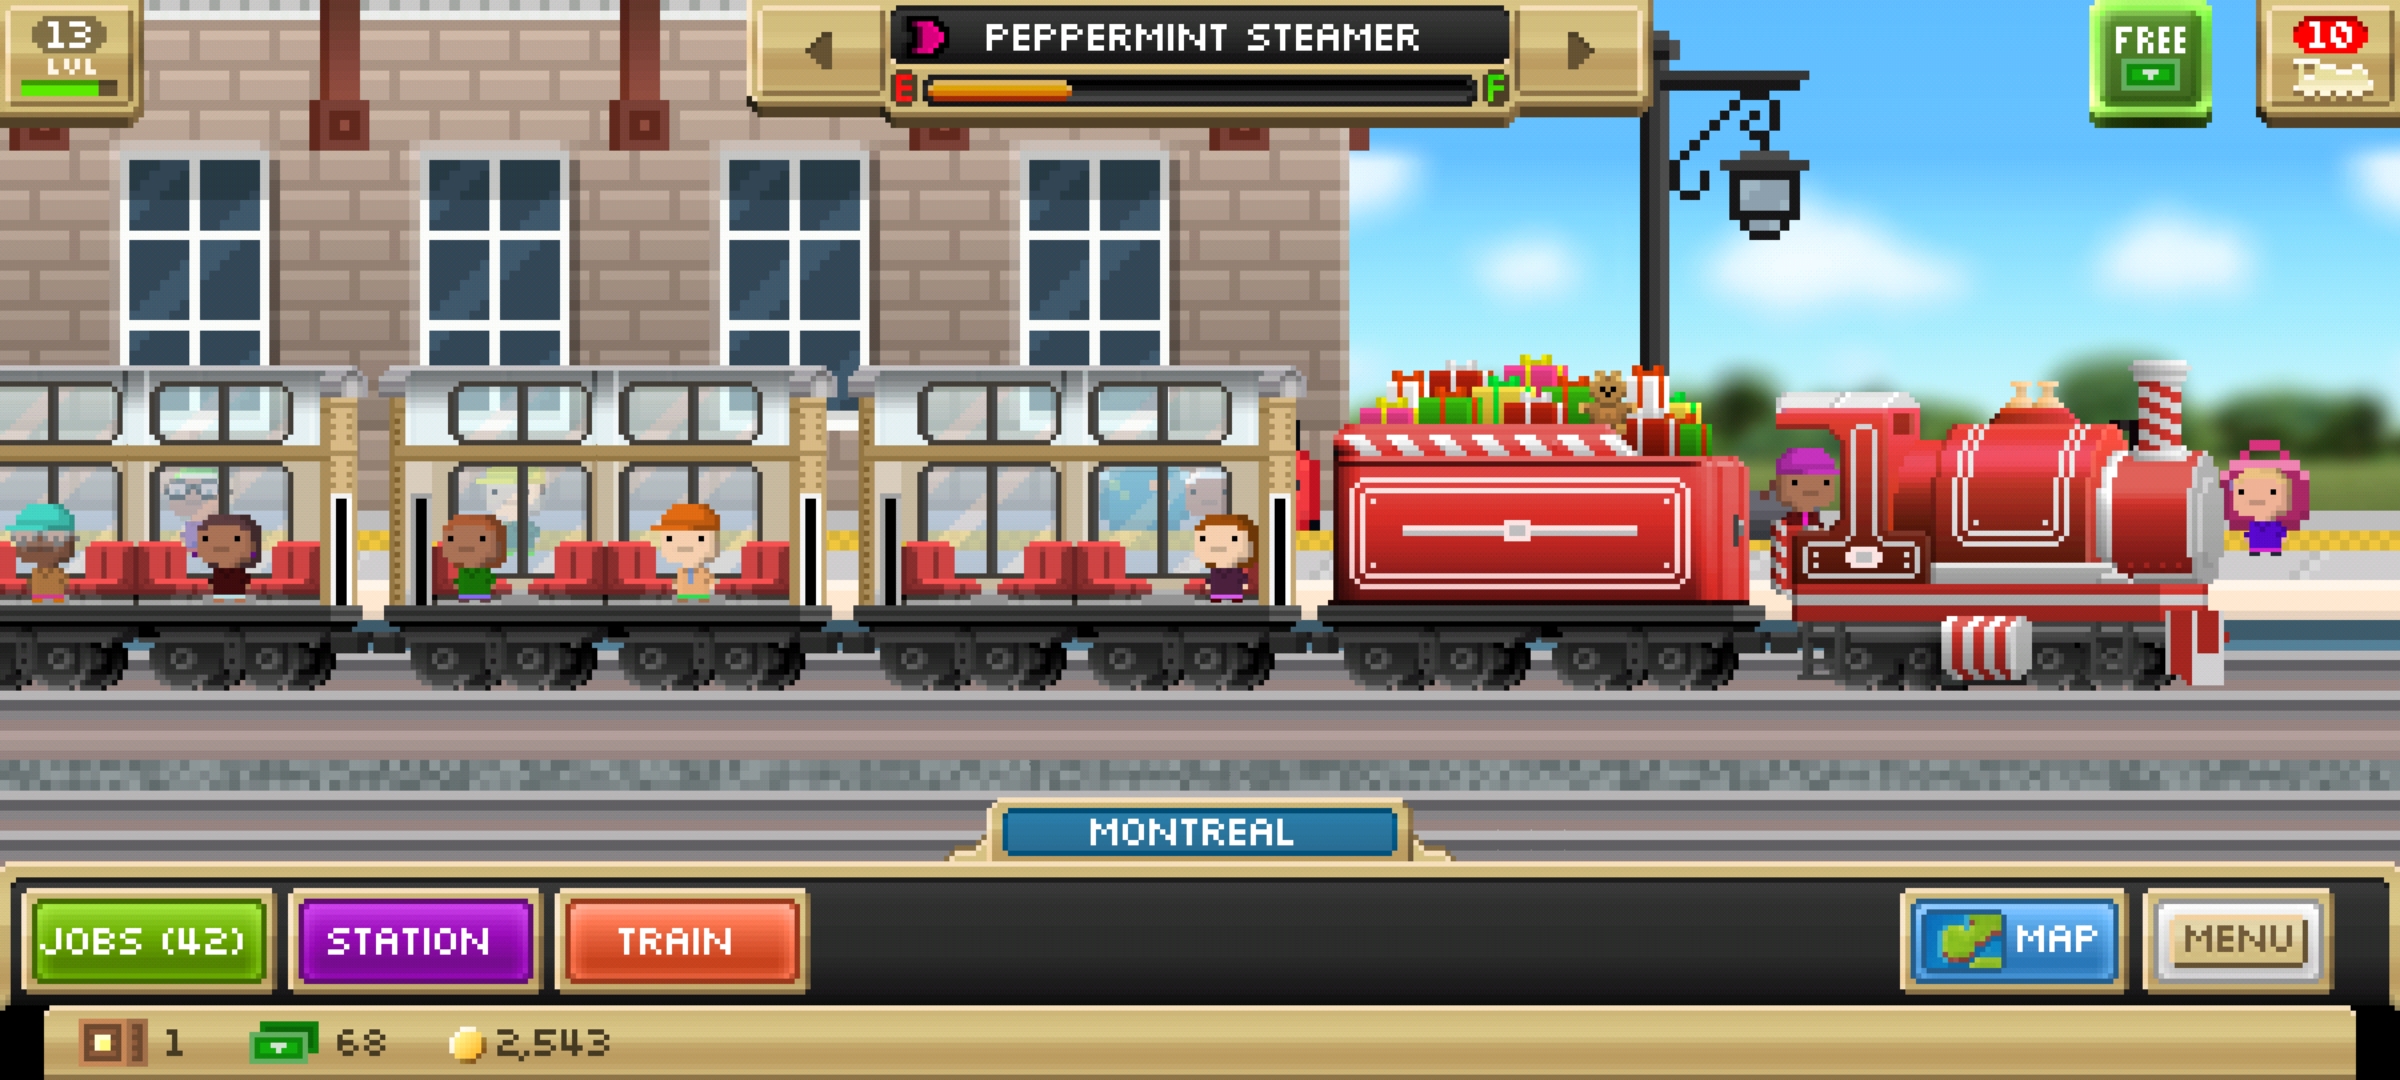 13
LVL
PEPPERMINT STEAMER
E F
FREE
10
MONTREAL
JOBS (42)
STATION
TRAIN
MAP
MENU
1
68
2,543